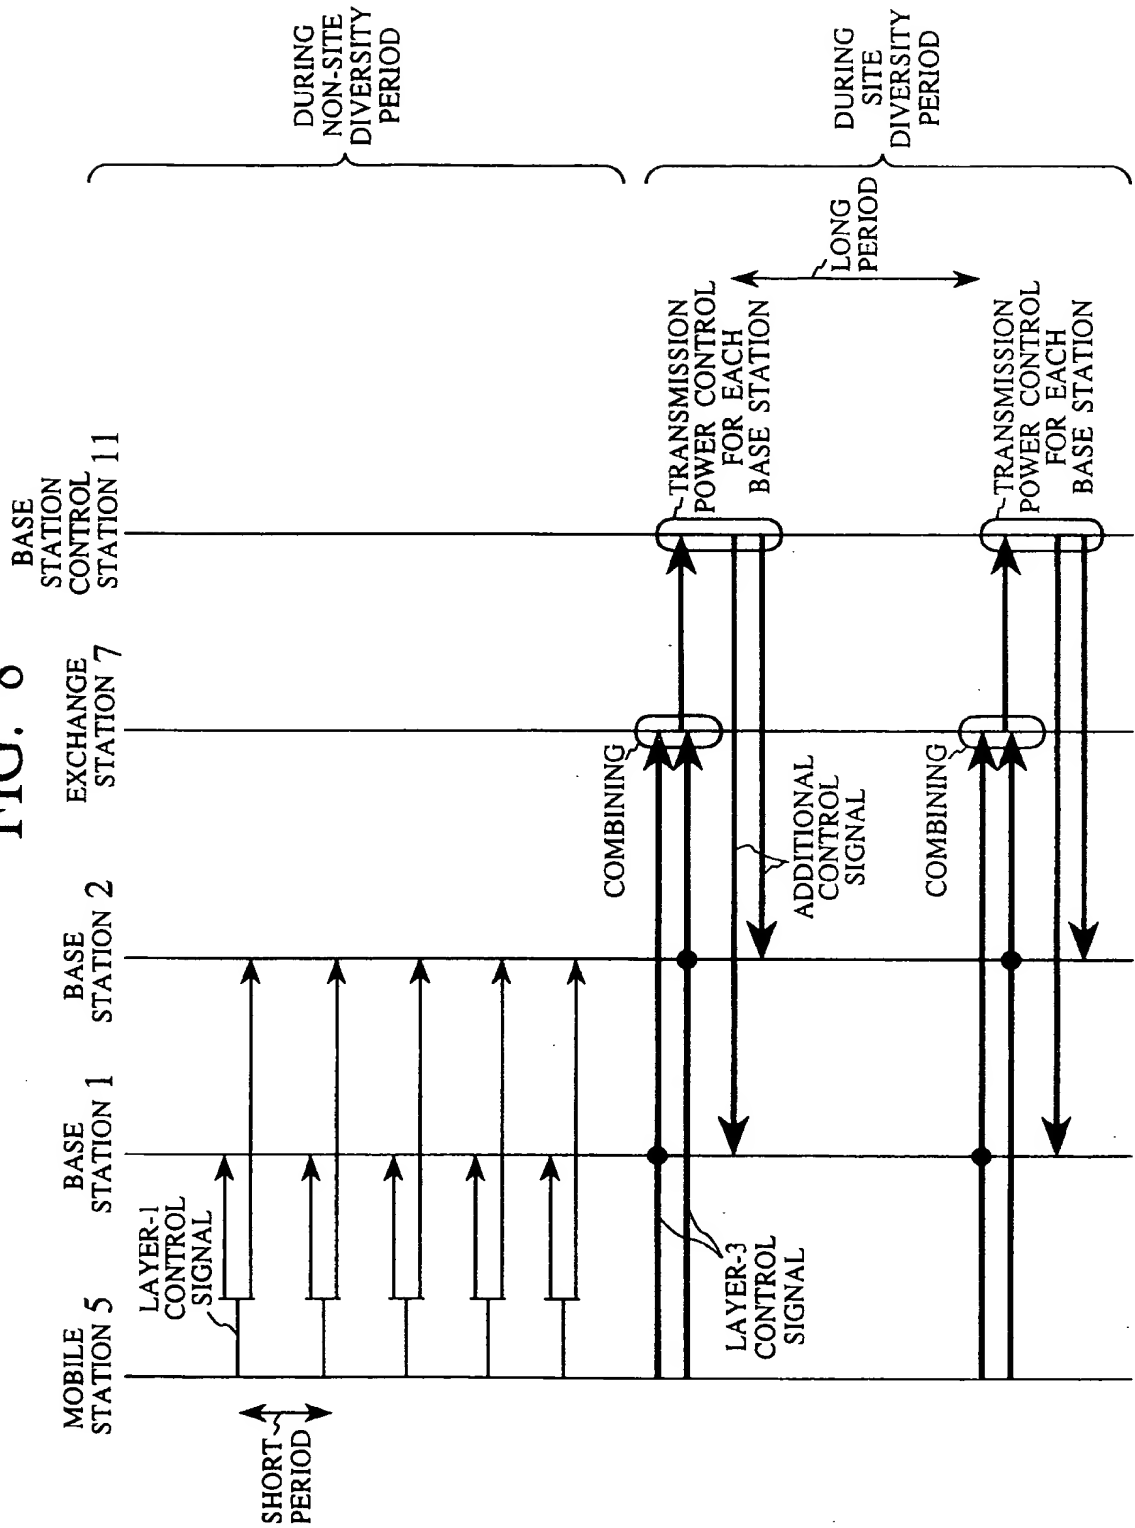 FIG. 8
MOBILE
STATION 5
BASE
STATION 1
BASE
STATION 2
EXCHANGE
STATION 7
BASE
STATION
CONTROL
STATION 11
LAYER-1
CONTROL
SIGNAL
SHORT
PERIOD
DURING
NON-SITE
DIVERSITY
PERIOD
COMBINING
TRANSMISSION
POWER CONTROL
FOR EACH
BASE STATION
LONG
PERIOD
DURING
SITE
DIVERSITY
PERIOD
LAYER-3
CONTROL
SIGNAL
ADDITIONAL
CONTROL
SIGNAL
COMBINING
TRANSMISSION
POWER CONTROL
FOR EACH
BASE STATION